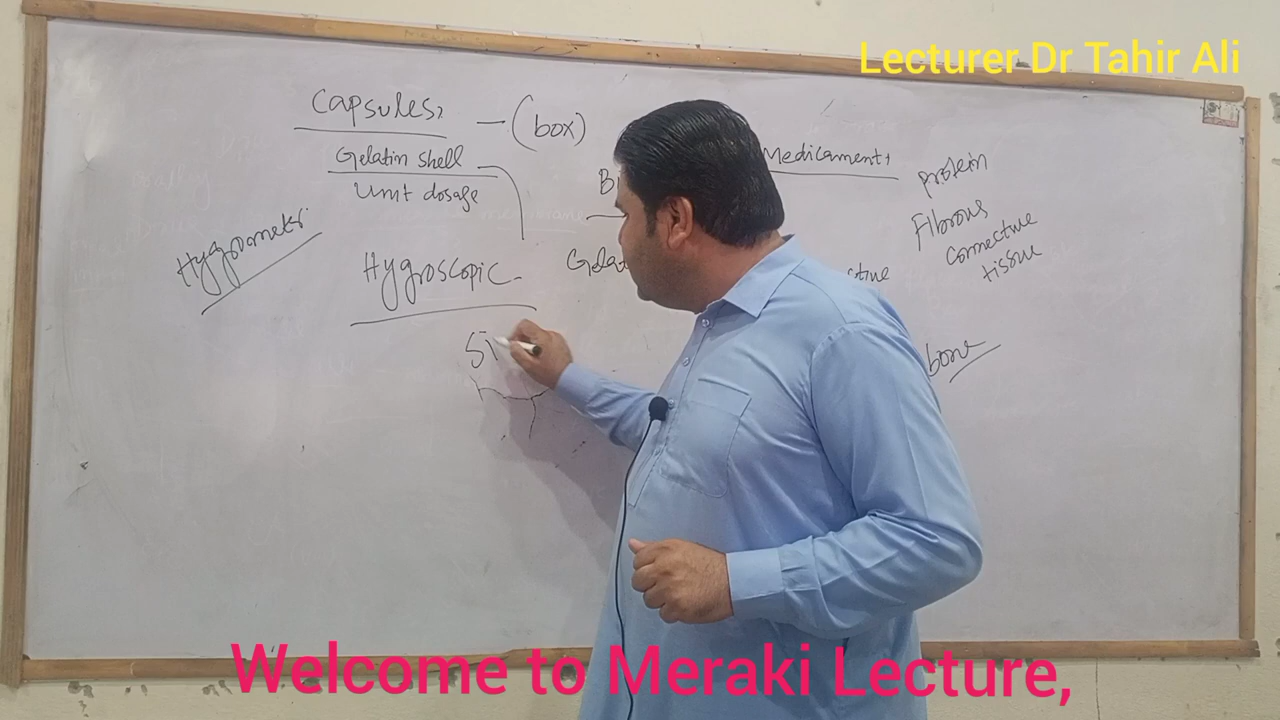 Lecturer Dr Tahir Ali
Capsules,
— (box)
Gelatin shell
Unit dosage
Hygrometer
Hygroscopic
Medicaments
protein
Fibrous
connective
tissue
bone
Welcome to Meraki Lecture,